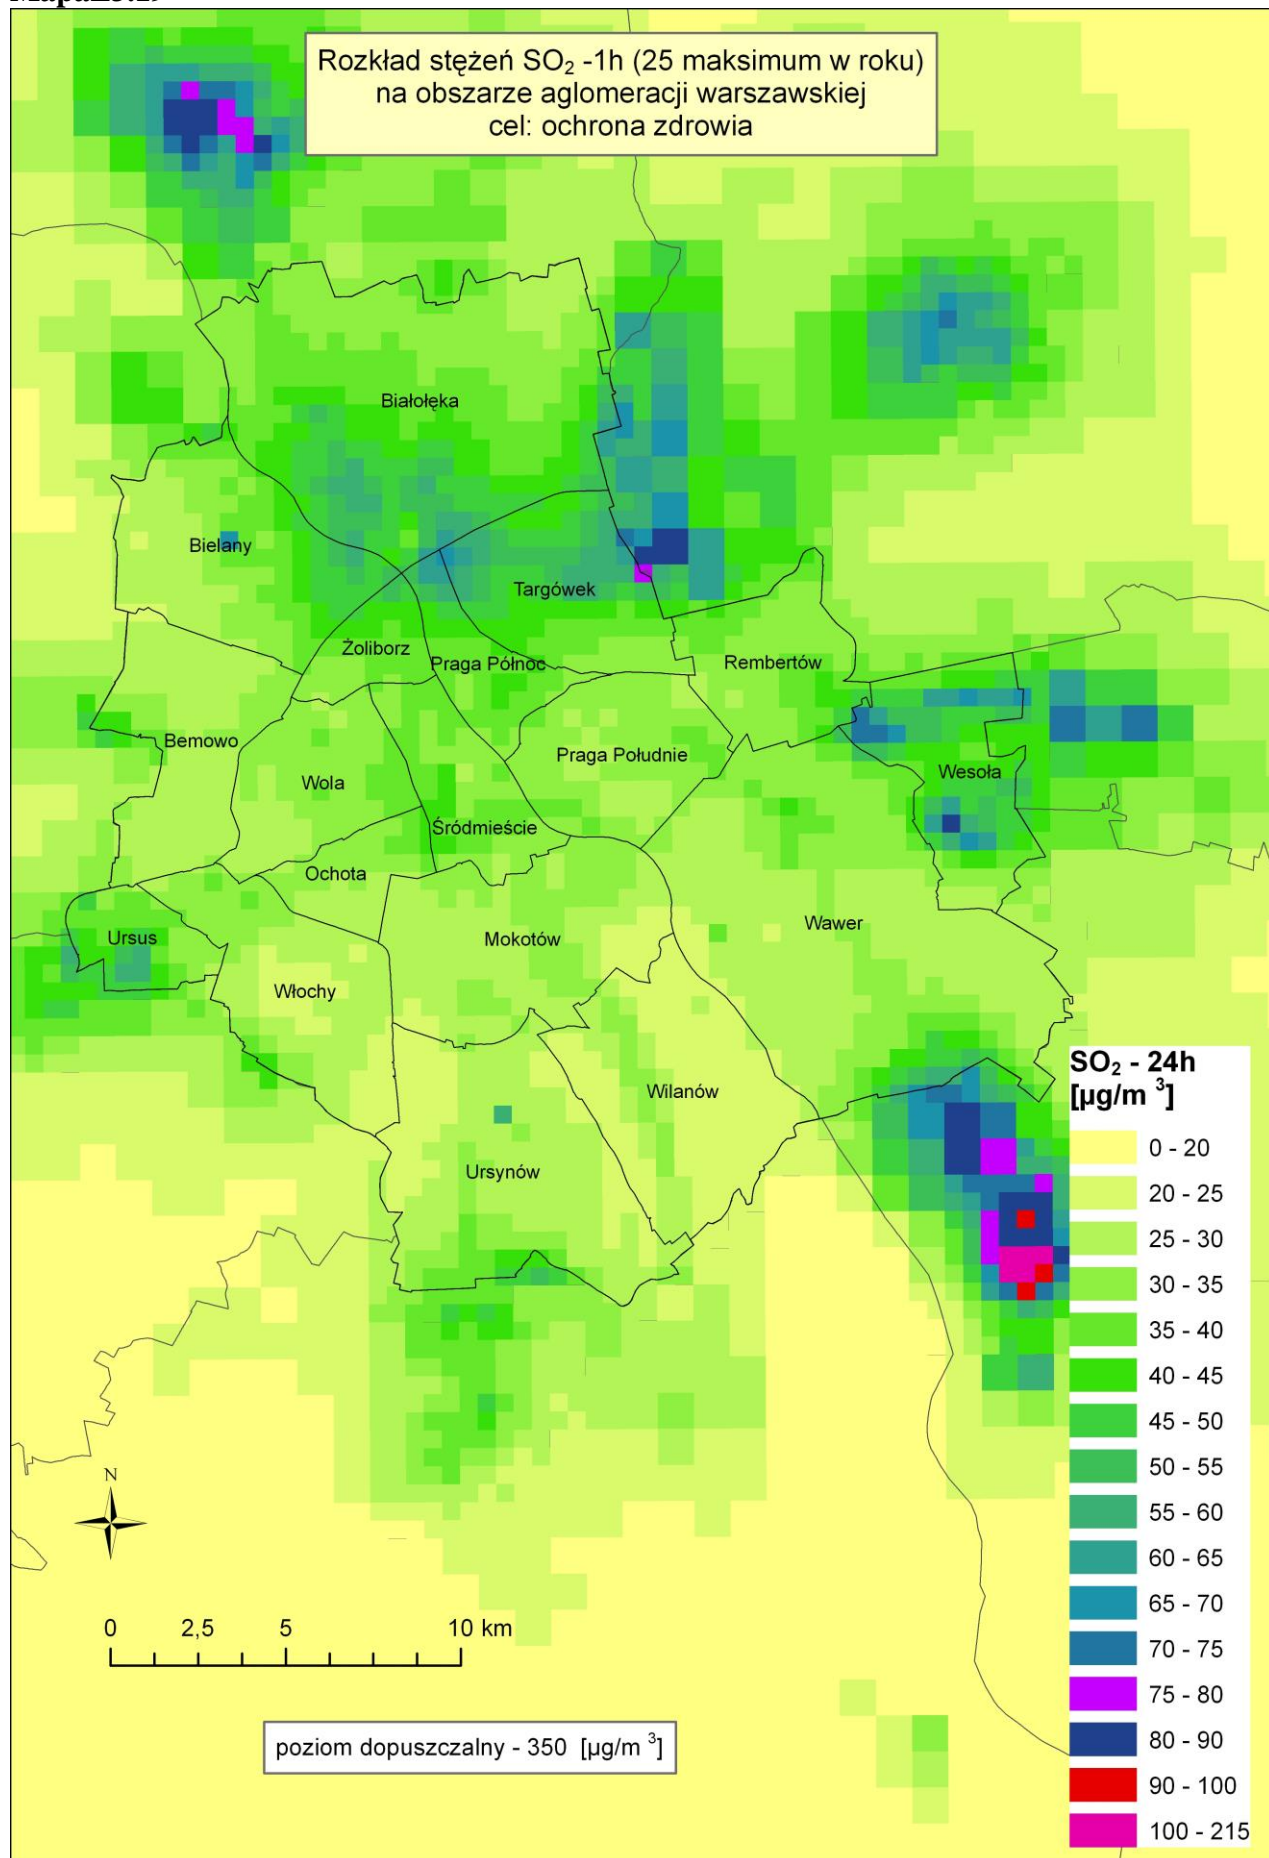 Rozkład stężeń SO₂ -1h (25 maksimum w roku)
na obszarze aglomeracji warszawskiej
cel: ochrona zdrowia
Białołęka
Bielany
Targówek
Żoliborz
Praga Północ
Rembertów
Bemowo
Praga Południe
Wola
Wesoła
Śródmieście
Ochota
Wawer
Ursus
Mokotów
Włochy
Wilanów
Ursynów
SO₂ - 24h
[µg/m ³]
0 - 20
20 - 25
25 - 30
30 - 35
35 - 40
40 - 45
45 - 50
50 - 55
55 - 60
60 - 65
65 - 70
70 - 75
75 - 80
80 - 90
90 - 100
100 - 215
N
0 2,5 5 10 km
poziom dopuszczalny - 350 [µg/m ³]